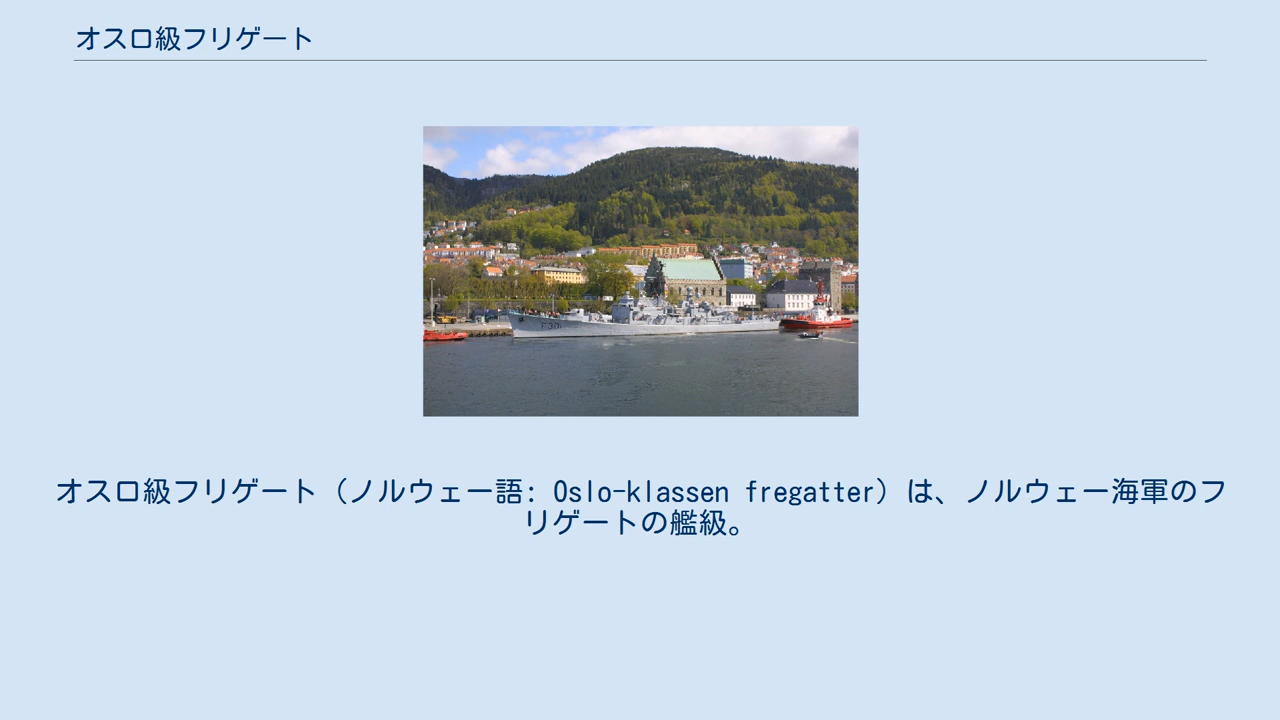 オスロ級フリゲート
オスロ級フリゲート（ノルウェー語: Oslo-klassen fregatter）は、ノルウェー海軍のフ
リゲートの艦級。